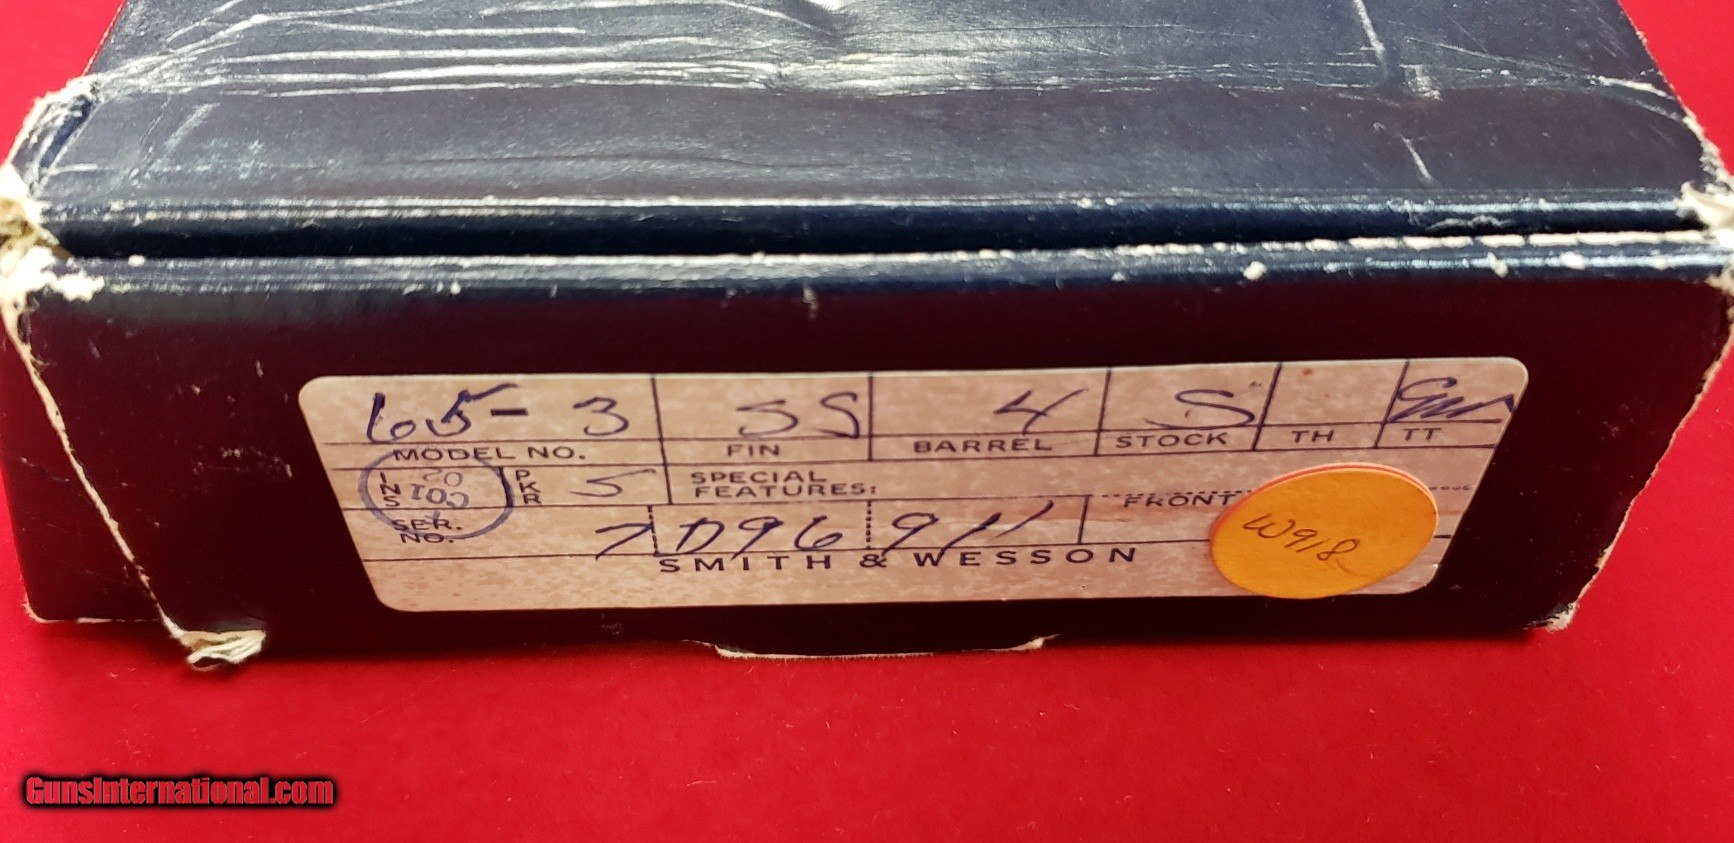 65-3 SS 4 S
MODEL NO. FIN BARREL STOCK TH TT
INS PKR 5 SPECIAL FEATURES:
SER. NO. 7D96911 FRONT
SMITH & WESSON
W918
GunsInternational.com